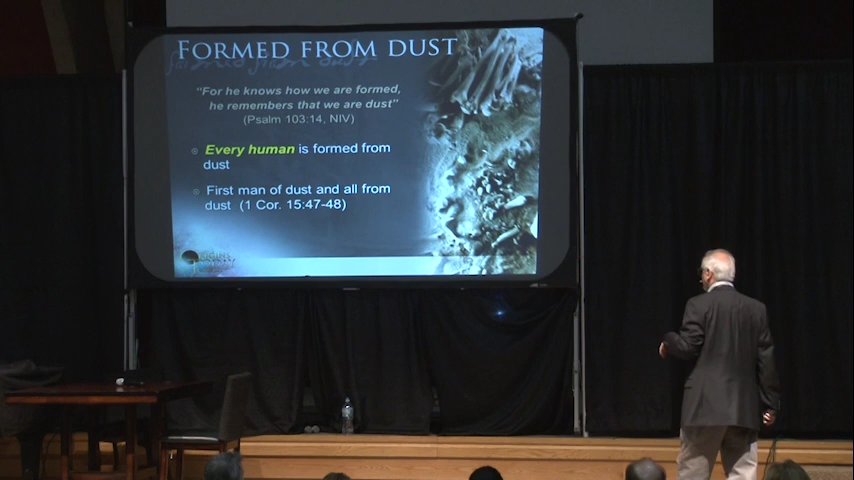 FORMED FROM DUST
"For he knows how we are formed,
he remembers that we are dust"
(Psalm 103:14, NIV)
Every human is formed from
dust
First man of dust and all from
dust (1 Cor. 15:47-48)